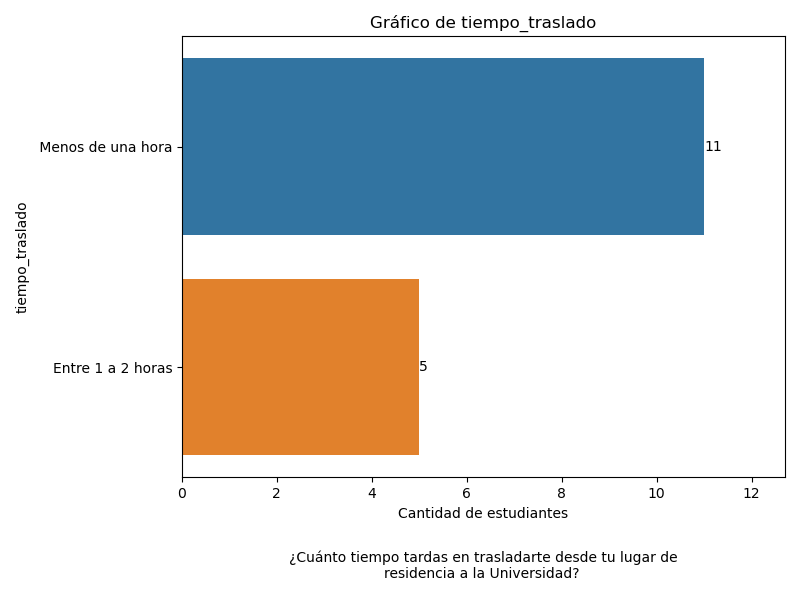 Gráfico de tiempo_traslado
Menos de una hora
11
tiempo_traslado
Entre 1 a 2 horas
5
0 2 4 6 8 10 12
Cantidad de estudiantes
¿Cuánto tiempo tardas en trasladarte desde tu lugar de
residencia a la Universidad?